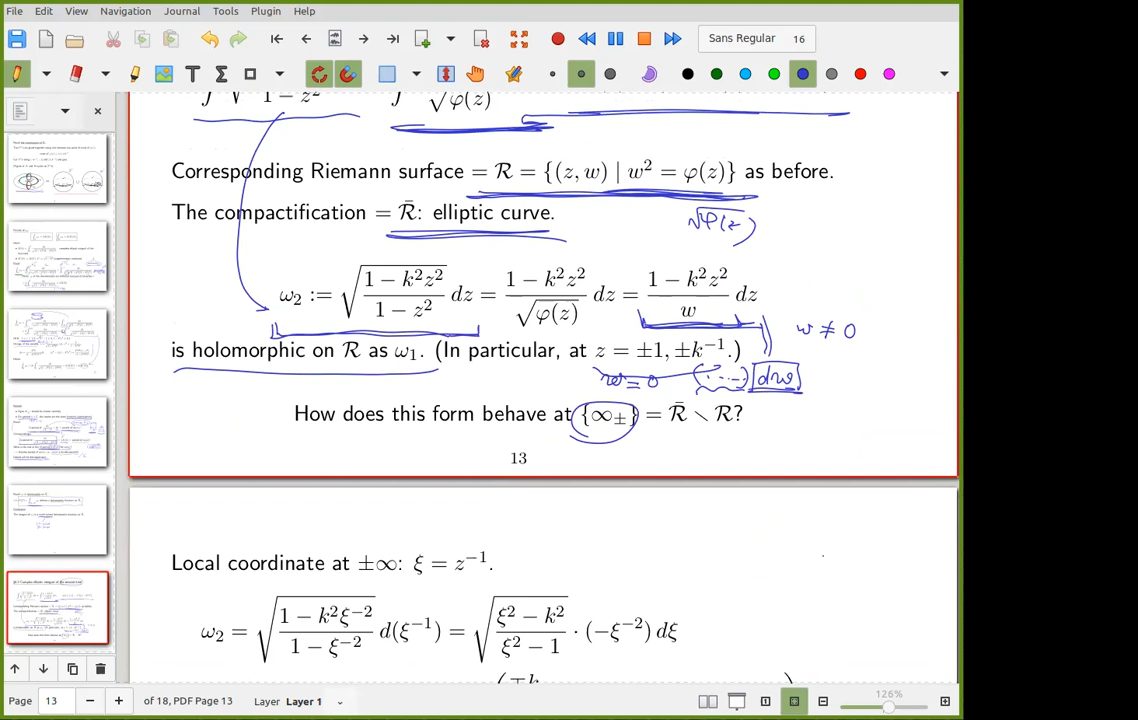 File Edit View Navigation Journal Tools Plugin Help
Sans Regular 16
∫ √ 1 − z² ∫ √φ(z)
Corresponding Riemann surface = ℛ = {(z, w) | w² = φ(z)} as before.
The compactification = ℛ̄: elliptic curve.
√φ(z)
ω₂ := √((1 − k²z²)/(1 − z²)) dz = (1 − k²z²)/√φ(z) dz = (1 − k²z²)/w dz
w ≠ 0
is holomorphic on ℛ as ω₁. (In particular, at z = ±1, ±k⁻¹.)
w = 0 (....) dw
How does this form behave at {∞±} = ℛ̄ ∖ ℛ?
13
Local coordinate at ±∞: ξ = z⁻¹.
ω₂ = √((1 − k²ξ⁻²)/(1 − ξ⁻²)) d(ξ⁻¹) = √((ξ² − k²)/(ξ² − 1)) · (−ξ⁻²) dξ
Page 13 of 18, PDF Page 13 Layer Layer 1 126%